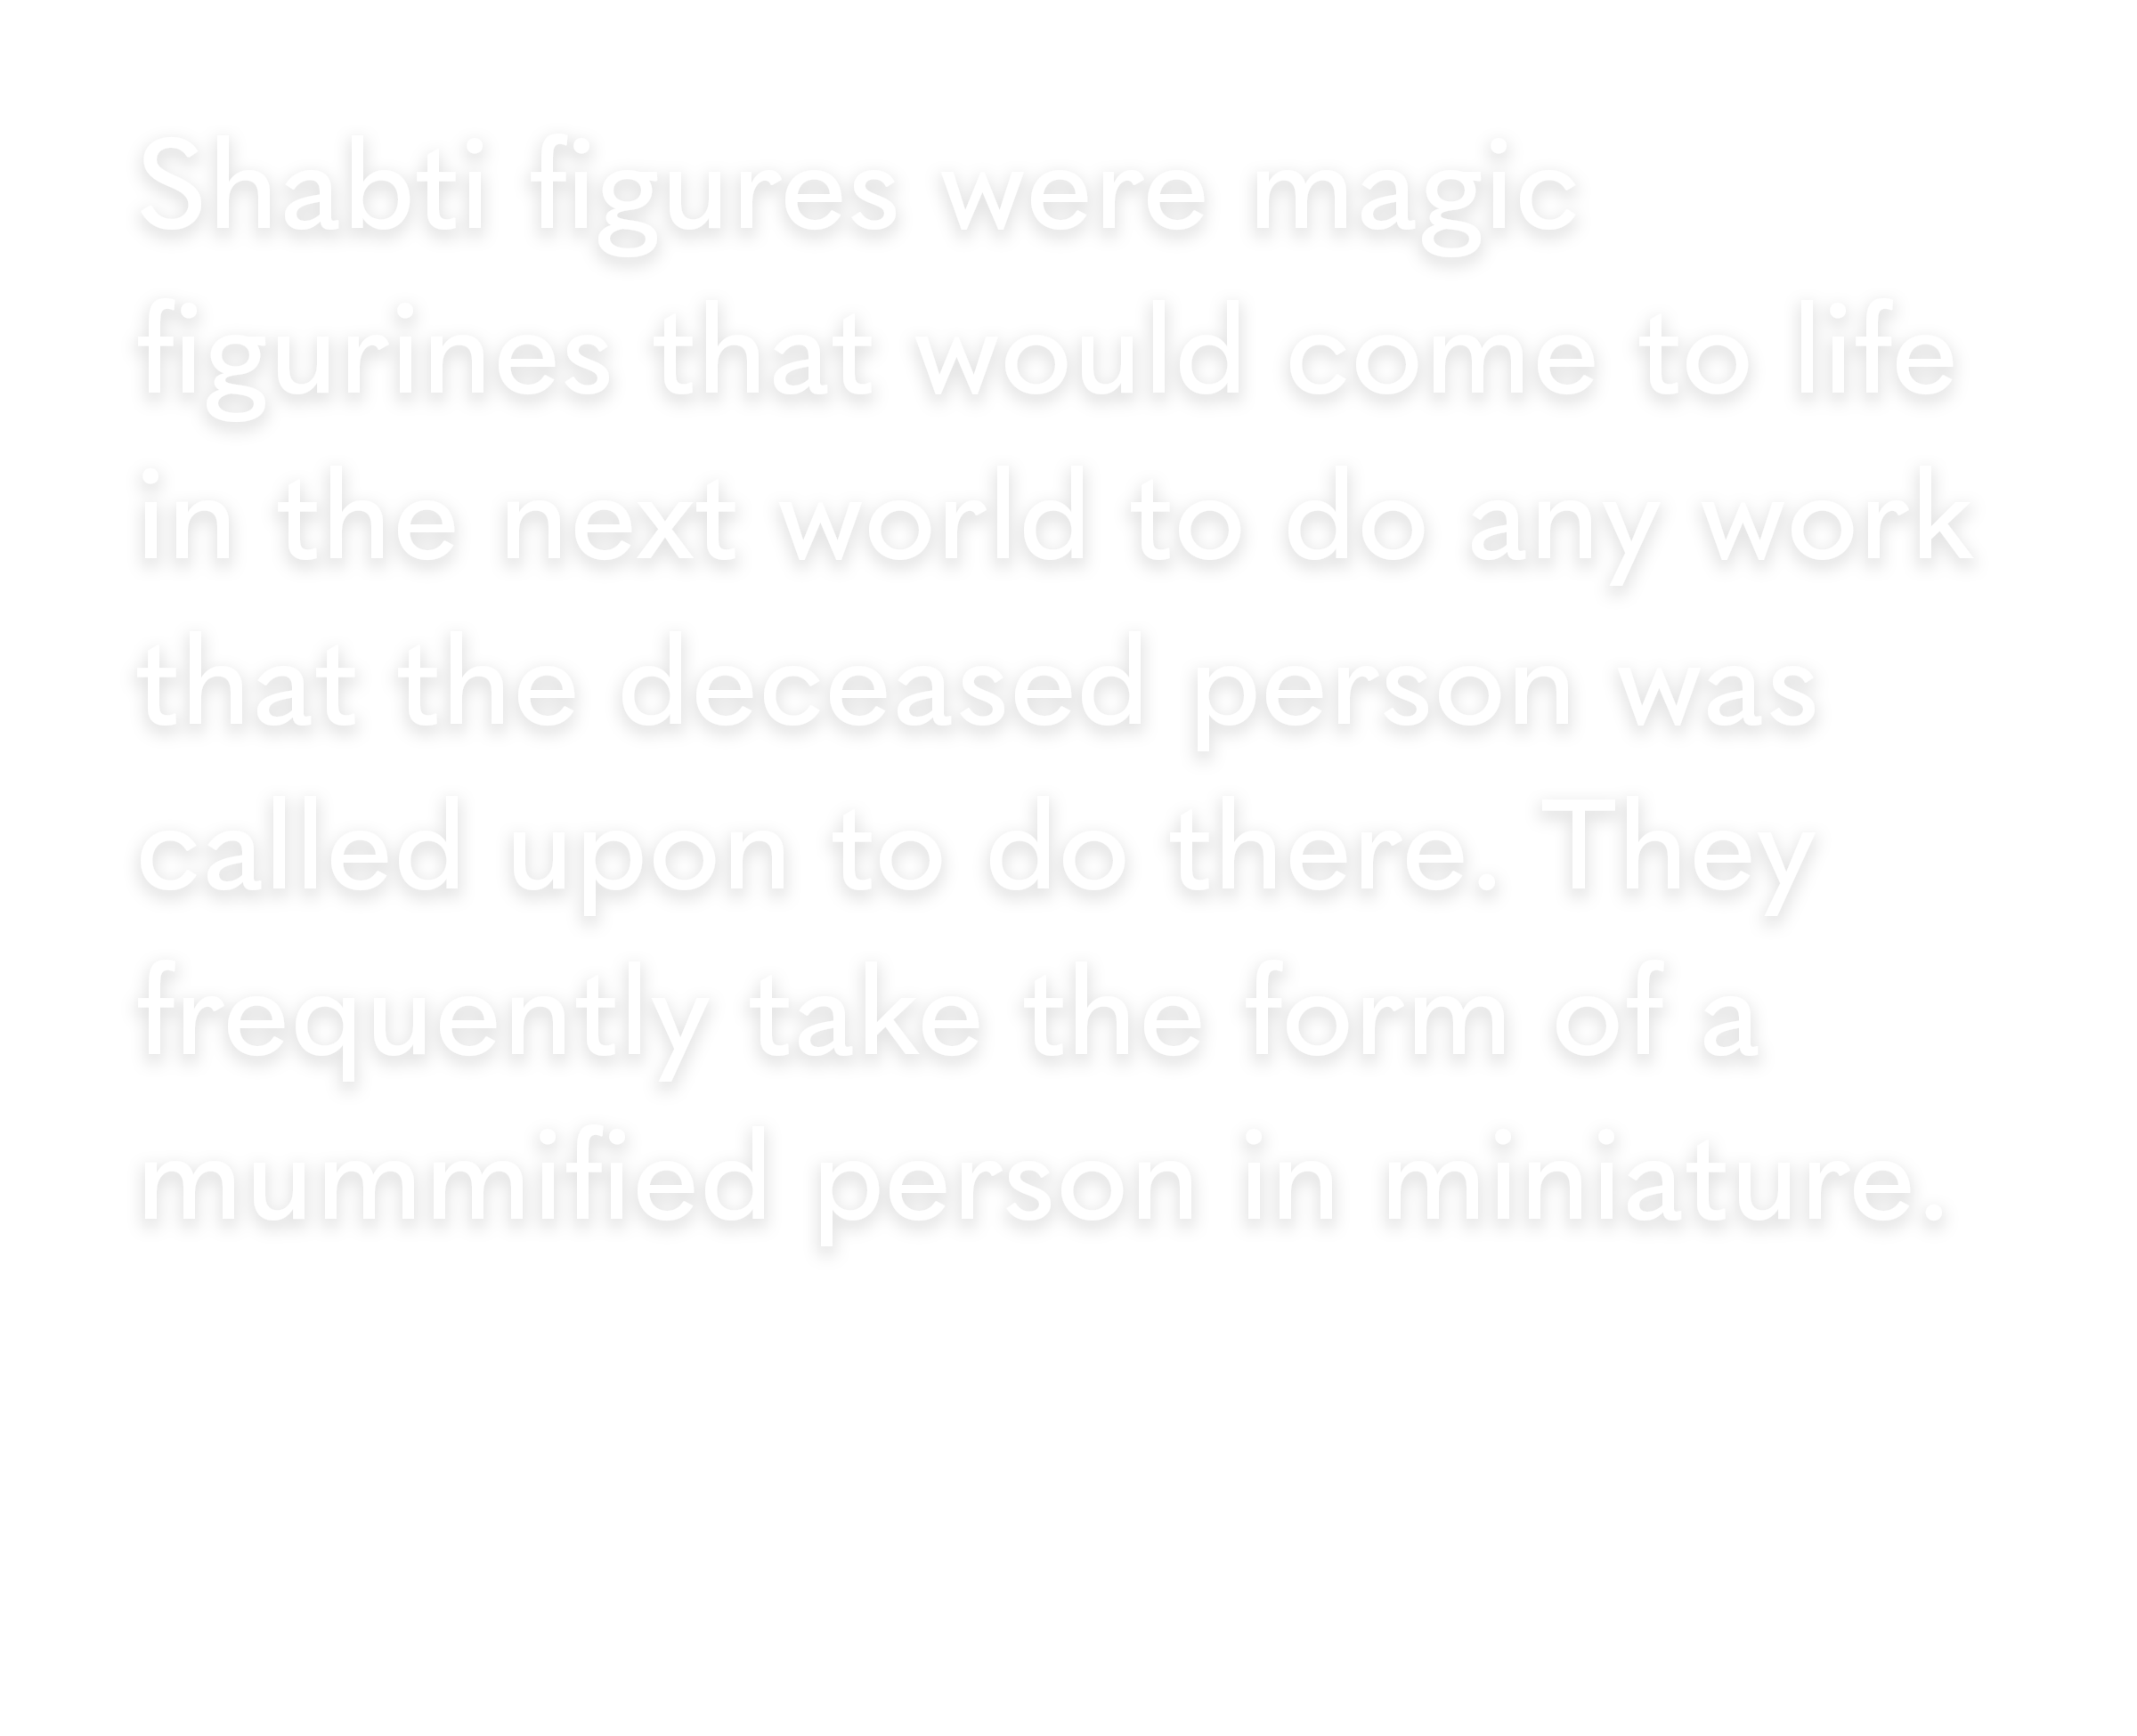 Shabti figures were magic
figurines that would come to life
in the next world to do any work
that the deceased person was
called upon to do there. They
frequently take the form of a
mummified person in miniature.